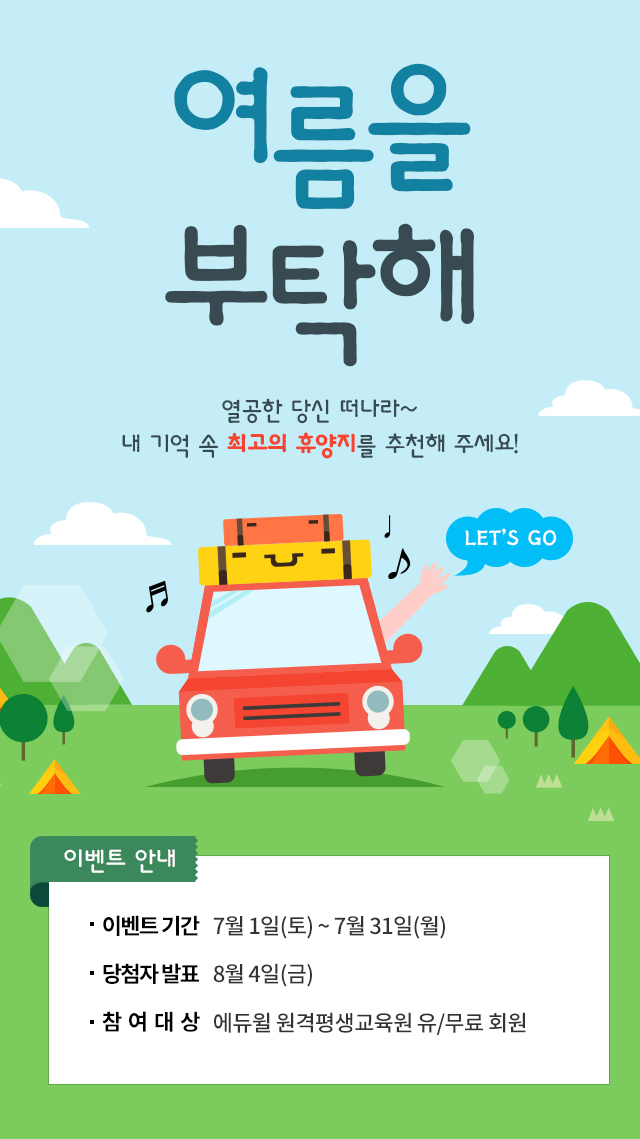 여름을
부탁해
열공한 당신 떠나라~
내 기억 속 최고의 휴양지를 추천해 주세요!
LET'S GO
이벤트 안내
· 이벤트 기간 7월 1일(토) ~ 7월 31일(월)
· 당첨자 발표 8월 4일(금)
· 참 여 대 상 에듀윌 원격평생교육원 유/무료 회원